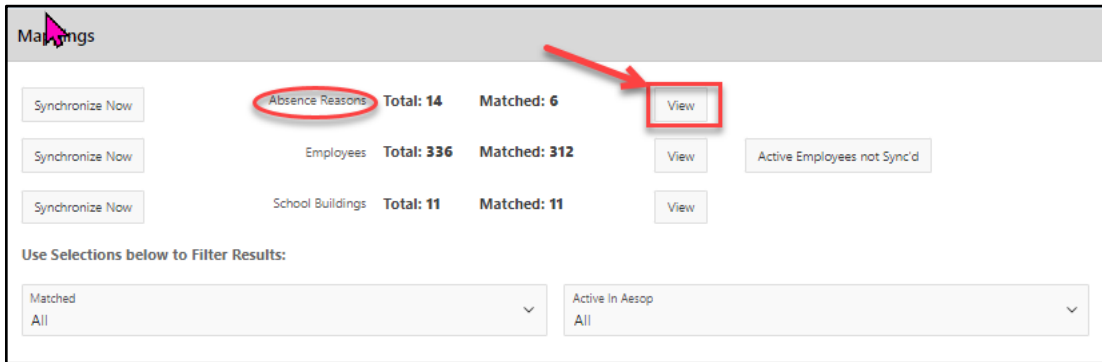 Mappings
Synchronize Now Absence Reasons Total: 14 Matched: 6 View
Synchronize Now Employees Total: 336 Matched: 312 View Active Employees not Sync'd
Synchronize Now School Buildings Total: 11 Matched: 11 View
Use Selections below to Filter Results:
Matched Active In Aesop
All All